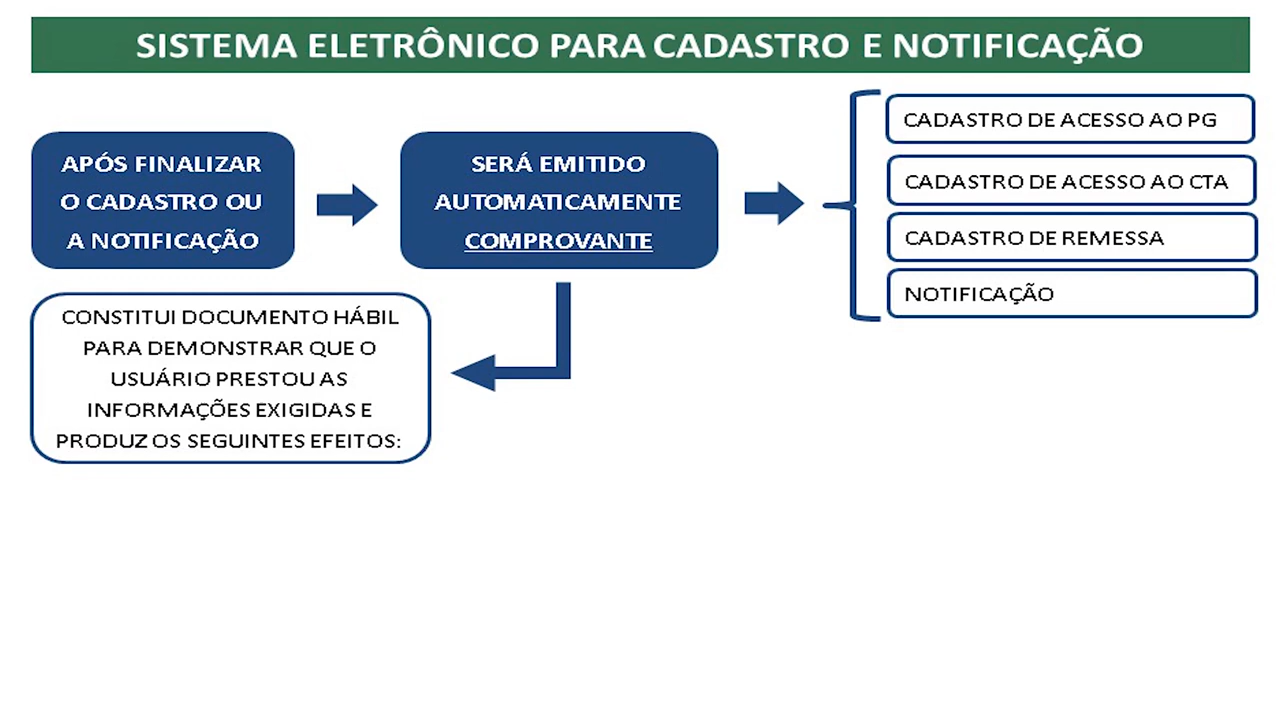 SISTEMA ELETRÔNICO PARA CADASTRO E NOTIFICAÇÃO
APÓS FINALIZAR
O CADASTRO OU
A NOTIFICAÇÃO
SERÁ EMITIDO
AUTOMATICAMENTE
COMPROVANTE
CADASTRO DE ACESSO AO PG
CADASTRO DE ACESSO AO CTA
CADASTRO DE REMESSA
NOTIFICAÇÃO
CONSTITUI DOCUMENTO HÁBIL
PARA DEMONSTRAR QUE O
USUÁRIO PRESTOU AS
INFORMAÇÕES EXIGIDAS E
PRODUZ OS SEGUINTES EFEITOS: